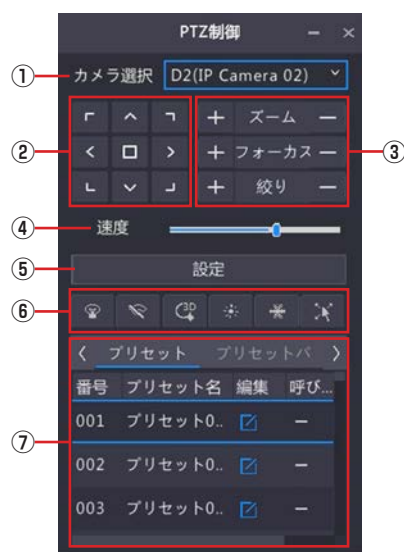 PTZ制御
① カメラ選択 D2(IP Camera 02)
② ③
＋ ズーム －
＋ フォーカス －
＋ 絞り －
④ 速度
⑤ 設定
⑥ 3D
⑦ プリセット プリセットパ
番号 プリセット名 編集 呼び...
001 プリセット0.. －
002 プリセット0.. －
003 プリセット0.. －